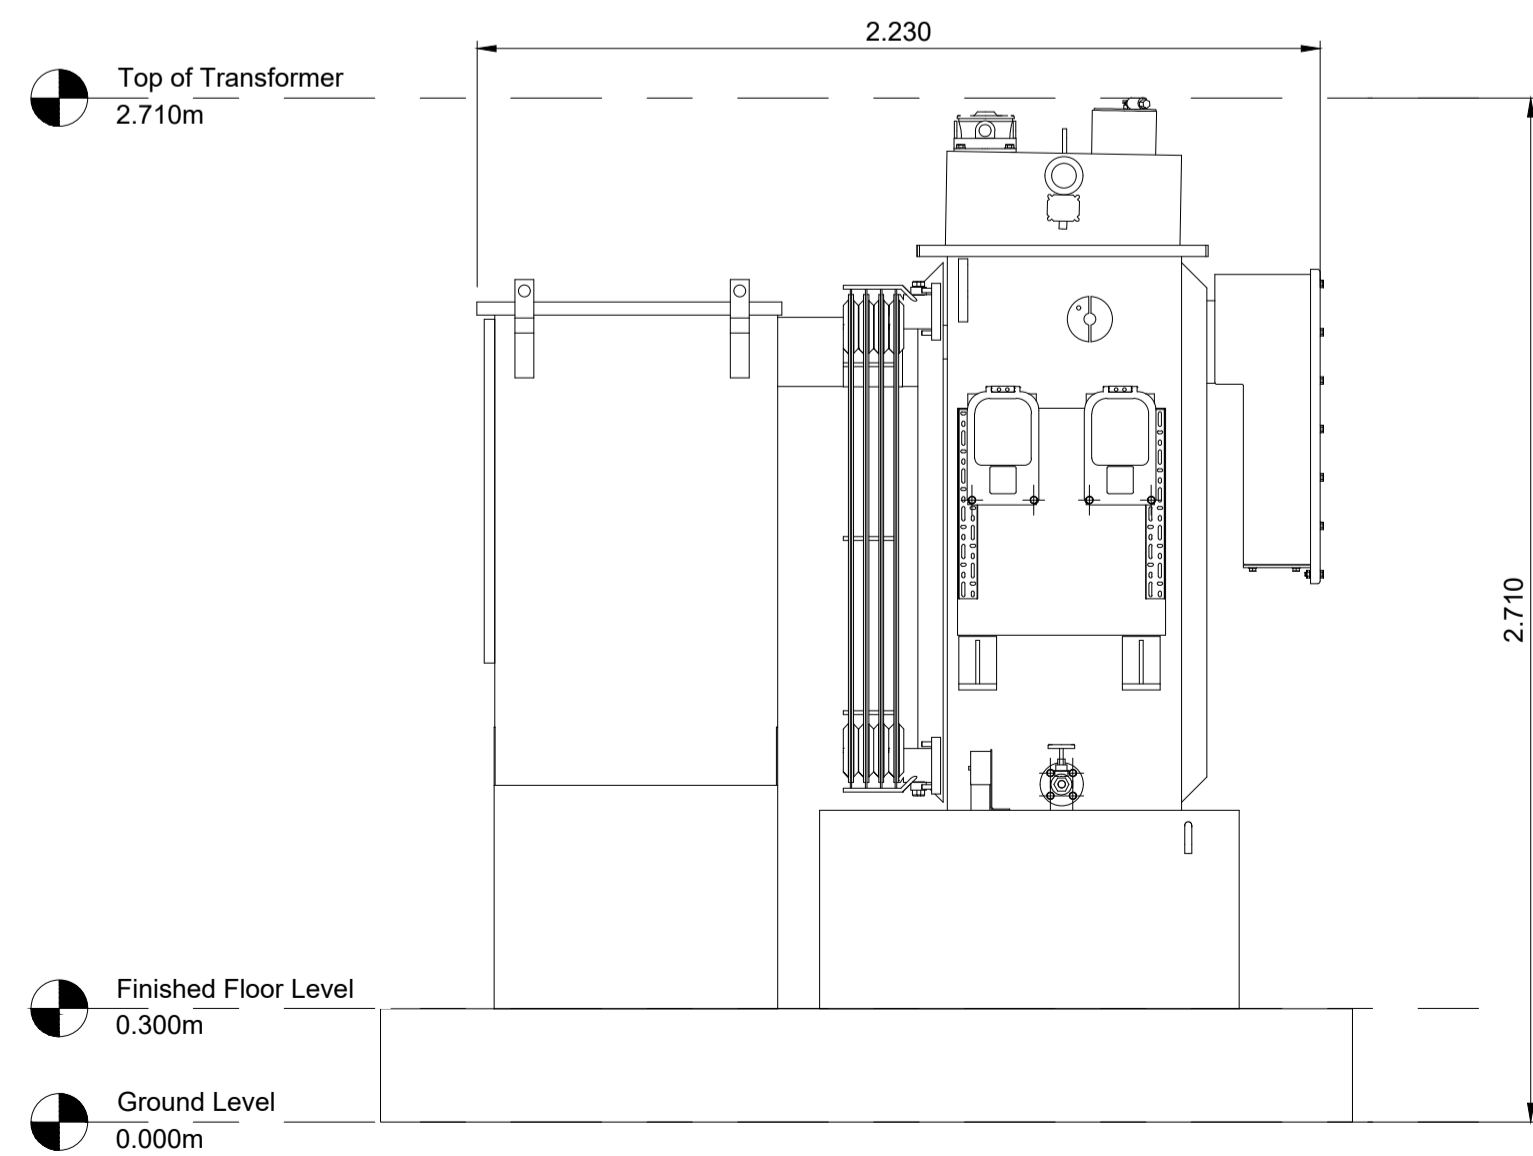 2.230
Top of Transformer
2.710m
2.710
Finished Floor Level
0.300m
Ground Level
0.000m